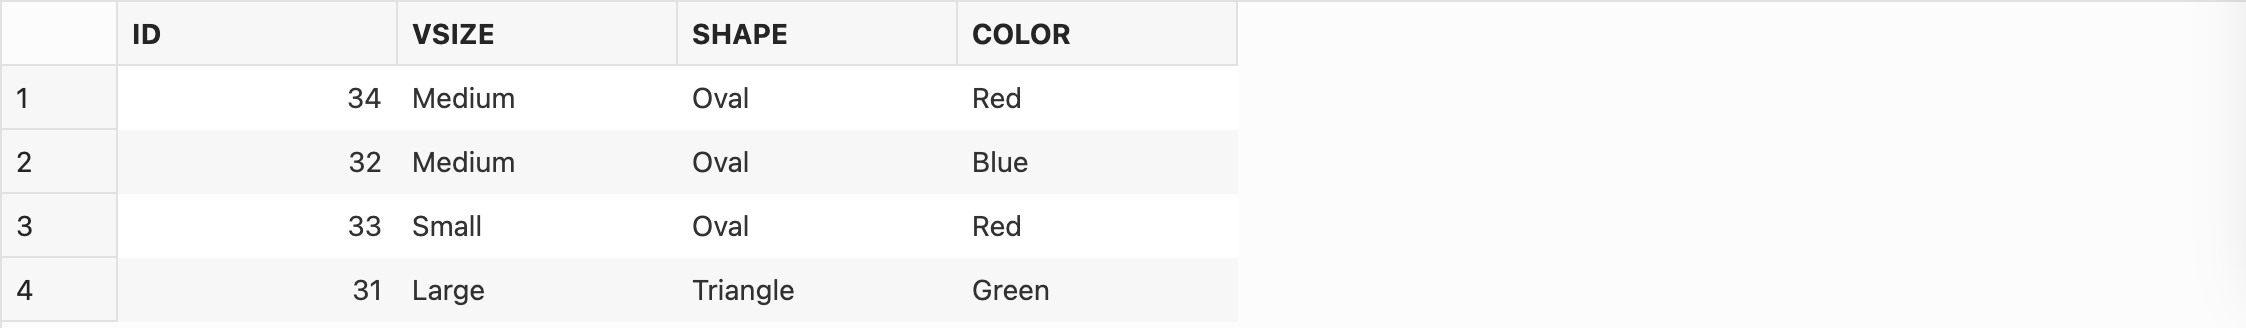 ID VSIZE SHAPE COLOR
1 34 Medium Oval Red
2 32 Medium Oval Blue
3 33 Small Oval Red
4 31 Large Triangle Green